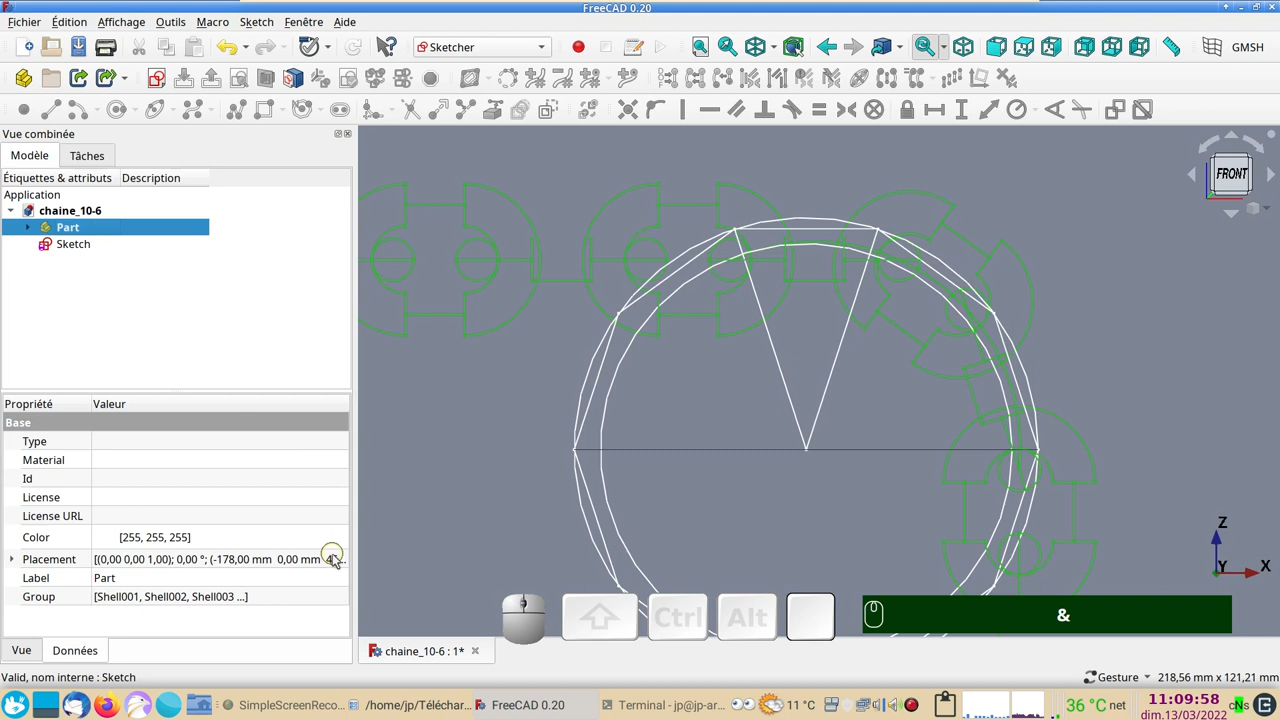 FreeCAD 0.20
Fichier Édition Affichage Outils Macro Sketch Fenêtre Aide
Sketcher
GMSH
Vue combinée
Modèle Tâches
Étiquettes & attributs Description
Application
chaine_10-6
Part
Sketch
FRONT
Propriété Valeur
Base
Type
Material
Id
License
License URL
Color [255, 255, 255]
Placement [(0,00 0,00 1,00); 0,00 °; (-178,00 mm 0,00 mm
Label Part
Group [Shell001, Shell002, Shell003 ...]
Z
Y X
Ctrl Alt
&
Vue Données
chaine_10-6 : 1*
Valid, nom interne : Sketch
Gesture 218,56 mm x 121,21 mm
SimpleScreenReco... /home/jp/Téléchar... FreeCAD 0.20 Terminal - jp@jp-ar... 11 °C 36 °C net 11:09:58
dim.13/03/2022
cNs